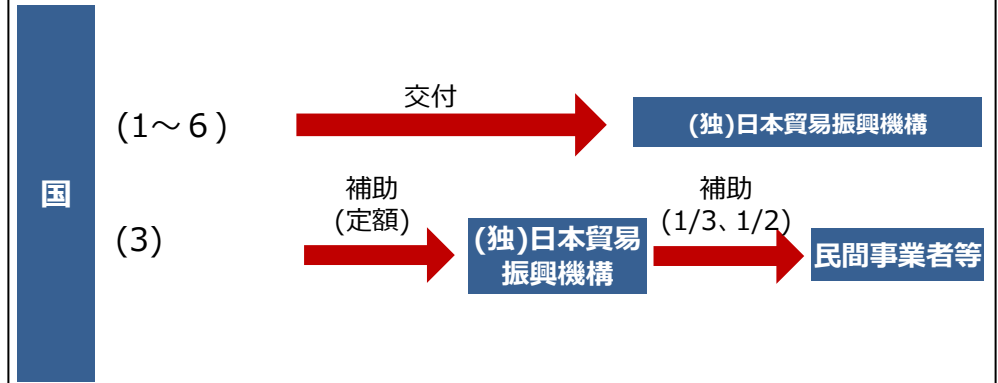 国
(1～６)
交付
(独)日本貿易振興機構
(3)
補助
(定額)
(独)日本貿易
振興機構
補助
(1/3、1/2)
民間事業者等